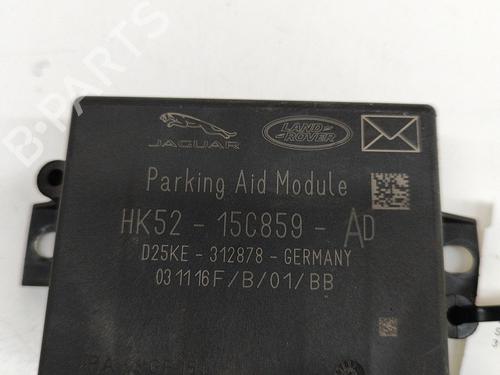 B-PARTS
JAGUAR
LAND ROVER
Parking Aid Module
HK52 - 15C859 - AD
D25KE - 312878 - GERMANY
031116F/B/01/BB